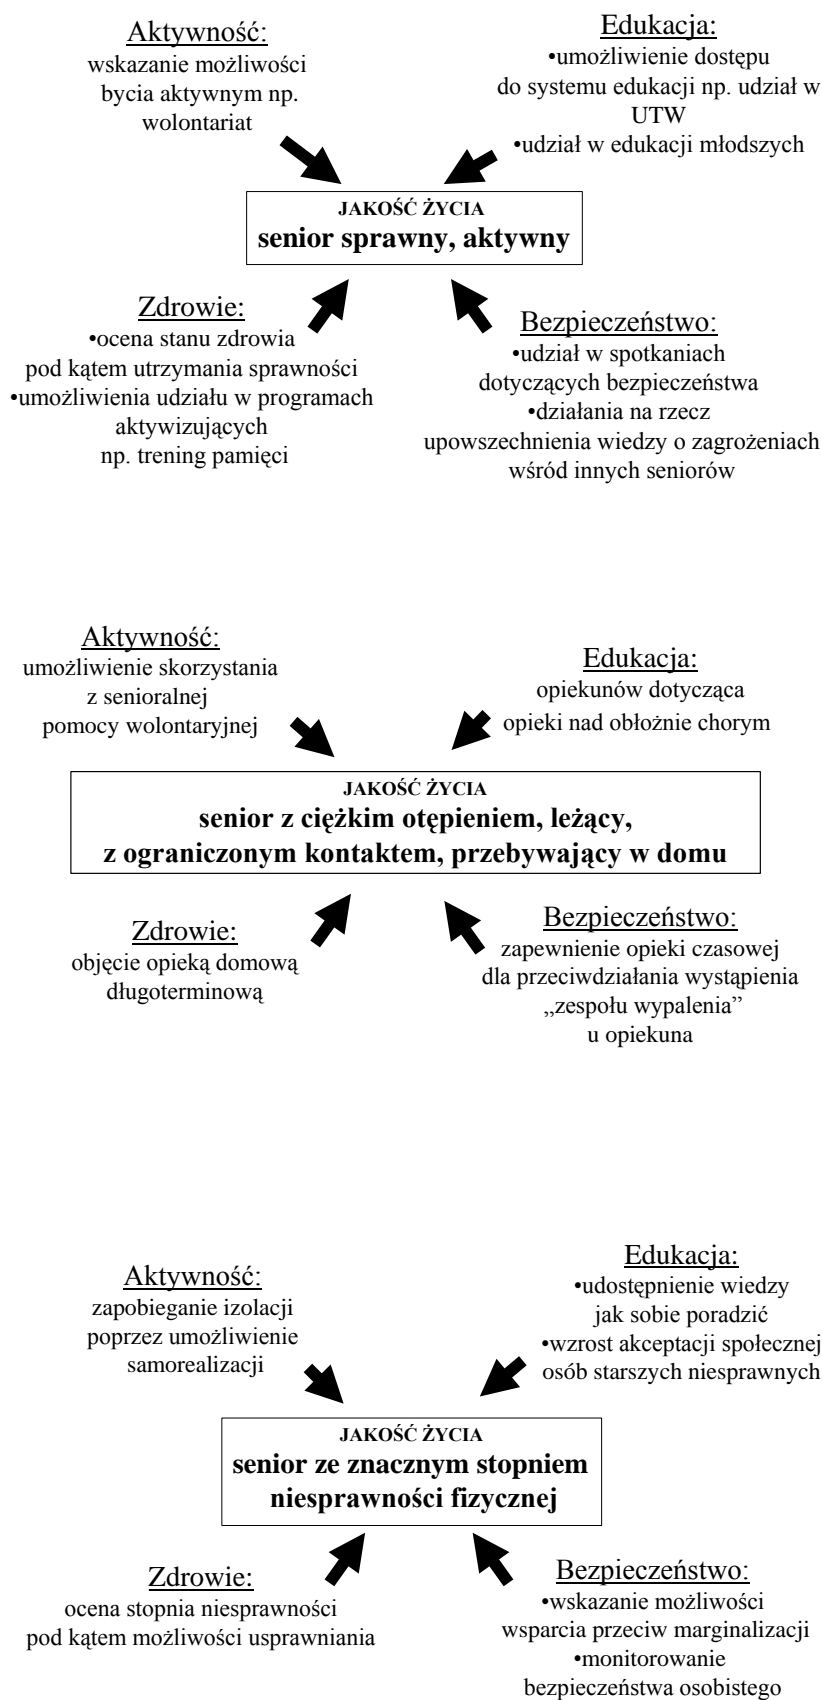 Aktywność:
wskazanie możliwości
bycia aktywnym np.
wolontariat
Edukacja:
•umożliwienie dostępu
do systemu edukacji np. udział w
UTW
•udział w edukacji młodszych
JAKOŚĆ ŻYCIA
senior sprawny, aktywny
Zdrowie:
•ocena stanu zdrowia
pod kątem utrzymania sprawności
•umożliwienia udziału w programach
aktywizujących
np. trening pamięci
Bezpieczeństwo:
•udział w spotkaniach
dotyczących bezpieczeństwa
•działania na rzecz
upowszechnienia wiedzy o zagrożeniach
wśród innych seniorów
Aktywność:
umożliwienie skorzystania
z senioralnej
pomocy wolontaryjnej
Edukacja:
opiekunów dotycząca
opieki nad obłożnie chorym
JAKOŚĆ ŻYCIA
senior z ciężkim otępieniem, leżący,
z ograniczonym kontaktem, przebywający w domu
Zdrowie:
objęcie opieką domową
długoterminową
Bezpieczeństwo:
zapewnienie opieki czasowej
dla przeciwdziałania wystąpienia
„zespołu wypalenia”
u opiekuna
Aktywność:
zapobieganie izolacji
poprzez umożliwienie
samorealizacji
Edukacja:
•udostępnienie wiedzy
jak sobie poradzić
•wzrost akceptacji społecznej
osób starszych niesprawnych
JAKOŚĆ ŻYCIA
senior ze znacznym stopniem
niesprawności fizycznej
Zdrowie:
ocena stopnia niesprawności
pod kątem możliwości usprawniania
Bezpieczeństwo:
•wskazanie możliwości
wsparcia przeciw marginalizacji
•monitorowanie
bezpieczeństwa osobistego